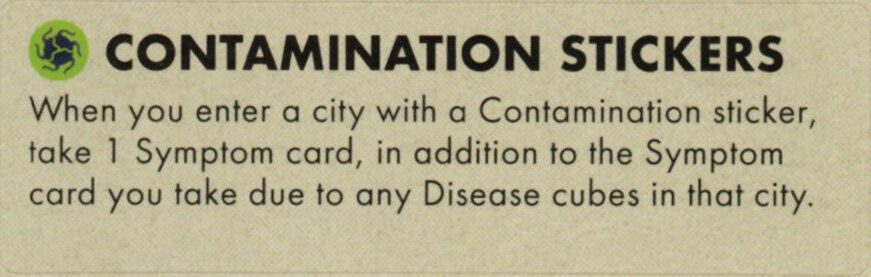 CONTAMINATION STICKERS
When you enter a city with a Contamination sticker,
take 1 Symptom card, in addition to the Symptom
card you take due to any Disease cubes in that city.